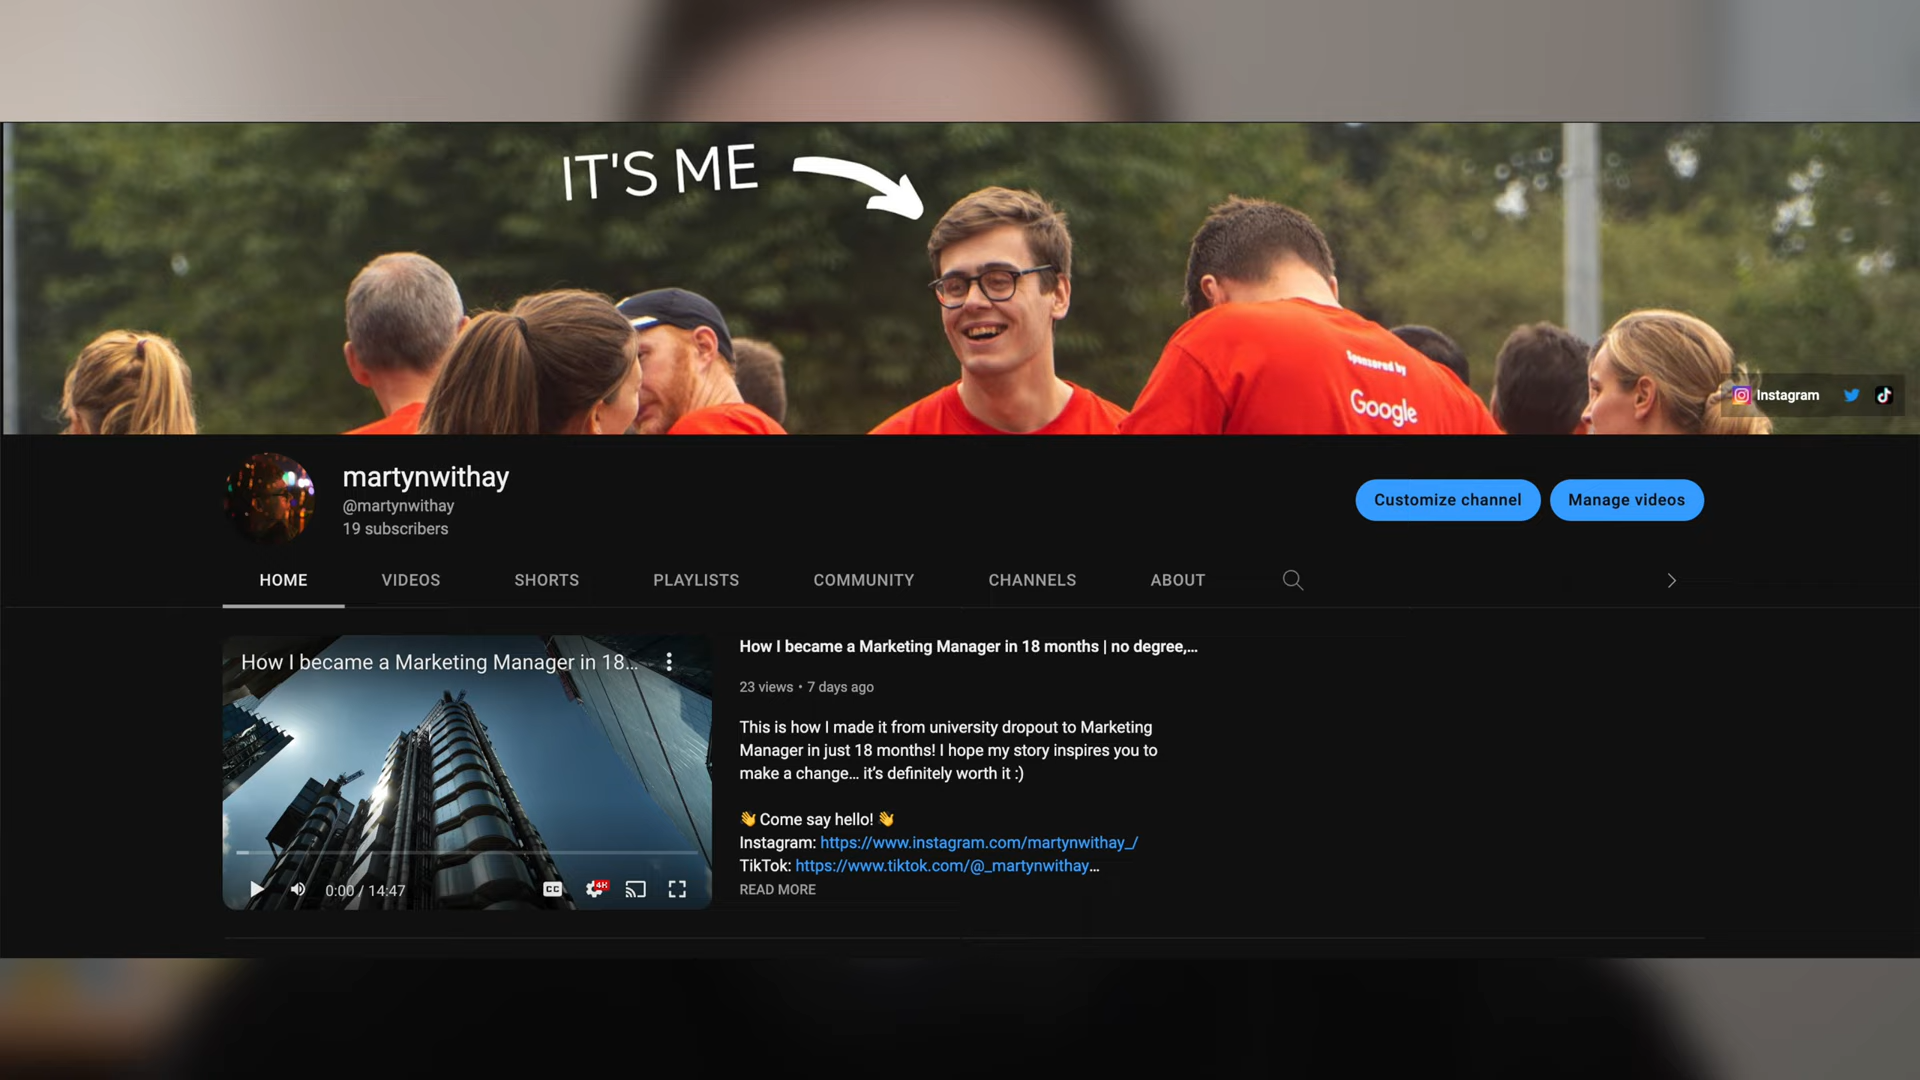 IT'S ME
Sponsored by
Google
Instagram
martynwithay
@martynwithay
19 subscribers
Customize channel
Manage videos
HOME
VIDEOS
SHORTS
PLAYLISTS
COMMUNITY
CHANNELS
ABOUT
How I became a Marketing Manager in 18...
0:00 / 14:47
CC
4K
How I became a Marketing Manager in 18 months | no degree,...
23 views • 7 days ago
This is how I made it from university dropout to Marketing
Manager in just 18 months! I hope my story inspires you to
make a change... it's definitely worth it :)
👋 Come say hello! 👋
Instagram: https://www.instagram.com/martynwithay_/
TikTok: https://www.tiktok.com/@_martynwithay...
READ MORE